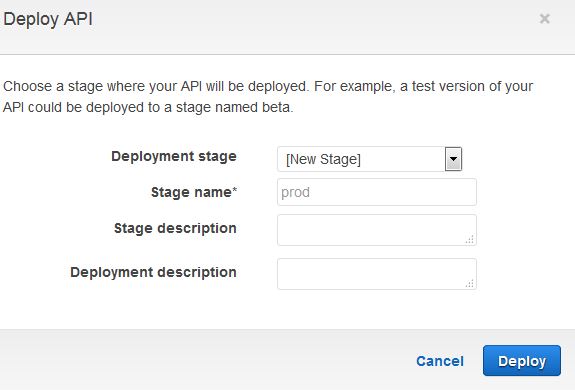 Deploy API
×
Choose a stage where your API will be deployed. For example, a test version of your
API could be deployed to a stage named beta.
Deployment stage [New Stage]
Stage name* prod
Stage description
Deployment description
Cancel Deploy